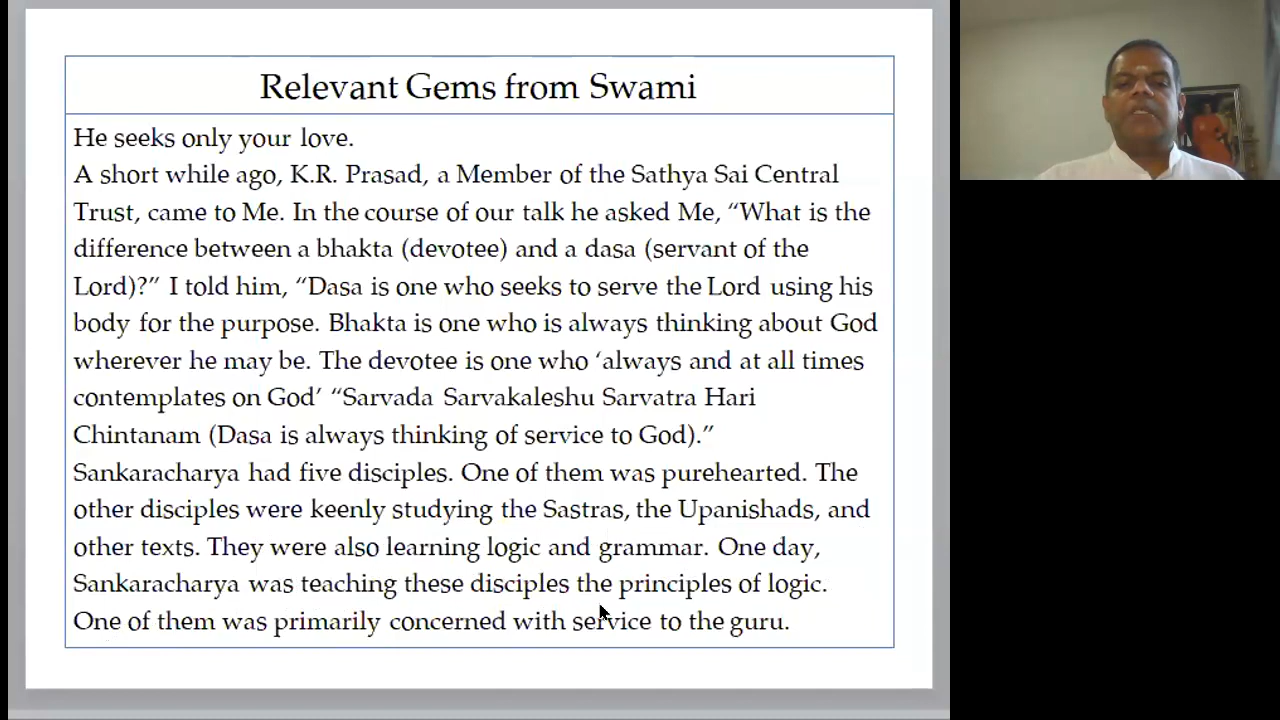 Relevant Gems from Swami
He seeks only your love.
A short while ago, K.R. Prasad, a Member of the Sathya Sai Central
Trust, came to Me. In the course of our talk he asked Me, “What is the
difference between a bhakta (devotee) and a dasa (servant of the
Lord)?” I told him, “Dasa is one who seeks to serve the Lord using his
body for the purpose. Bhakta is one who is always thinking about God
wherever he may be. The devotee is one who ‘always and at all times
contemplates on God’ “Sarvada Sarvakaleshu Sarvatra Hari
Chintanam (Dasa is always thinking of service to God).”
Sankaracharya had five disciples. One of them was purehearted. The
other disciples were keenly studying the Sastras, the Upanishads, and
other texts. They were also learning logic and grammar. One day,
Sankaracharya was teaching these disciples the principles of logic.
One of them was primarily concerned with service to the guru.